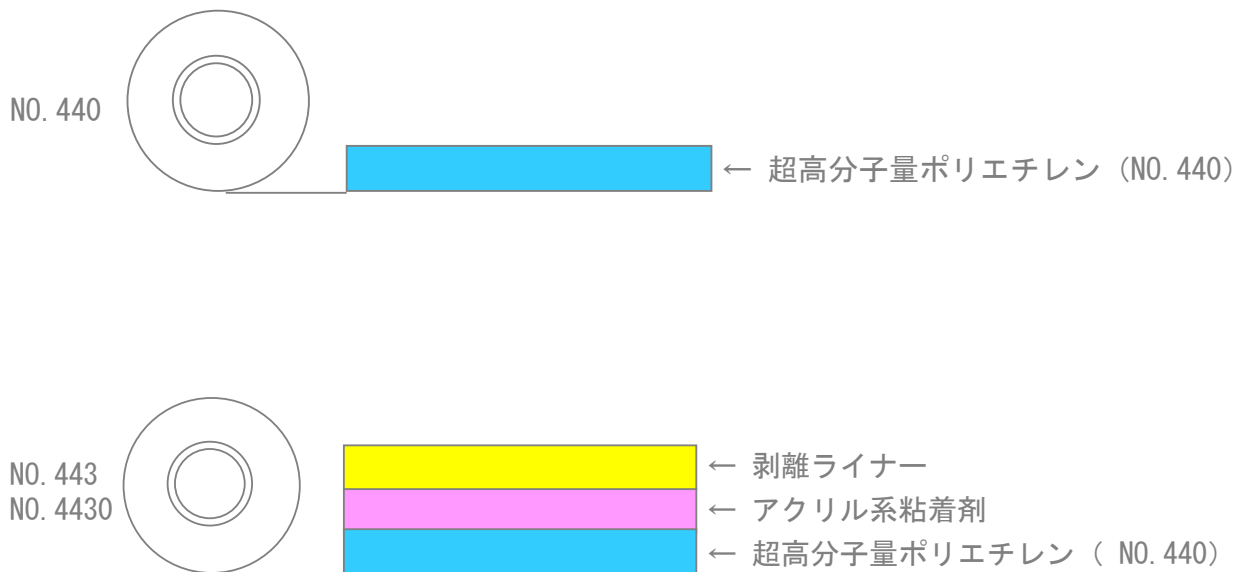 NO. 440
← 超高分子量ポリエチレン (NO. 440)
NO. 443
NO. 4430
← 剥離ライナー
← アクリル系粘着剤
← 超高分子量ポリエチレン ( NO. 440)